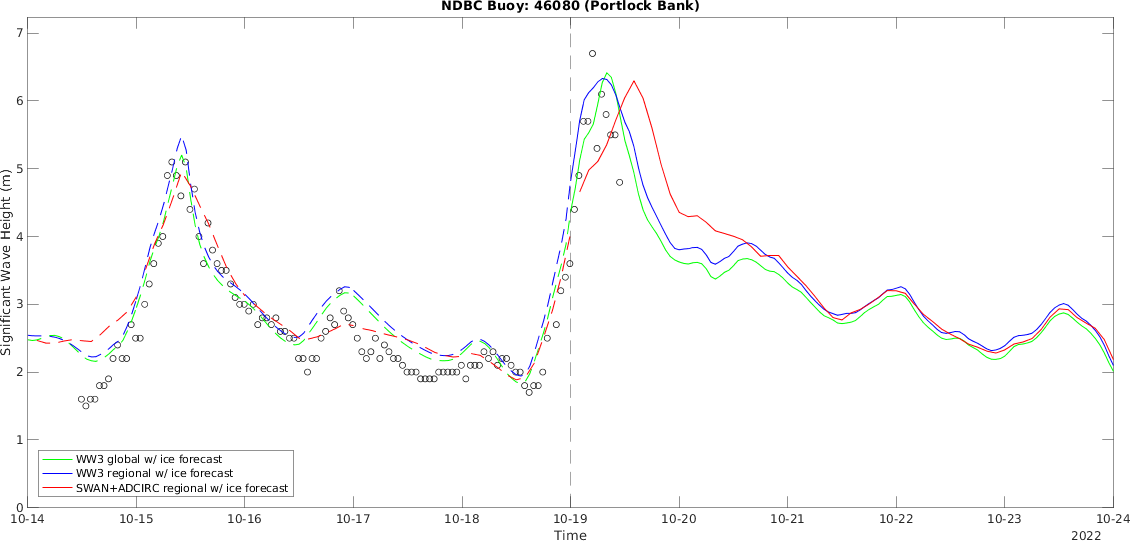 NDBC Buoy: 46080 (Portlock Bank)
7
6
5
4
3
2
1
0
Significant Wave Height (m)
WW3 global w/ ice forecast
WW3 regional w/ ice forecast
SWAN+ADCIRC regional w/ ice forecast
10-14 10-15 10-16 10-17 10-18 10-19 10-20 10-21 10-22 10-23 10-24
Time
2022